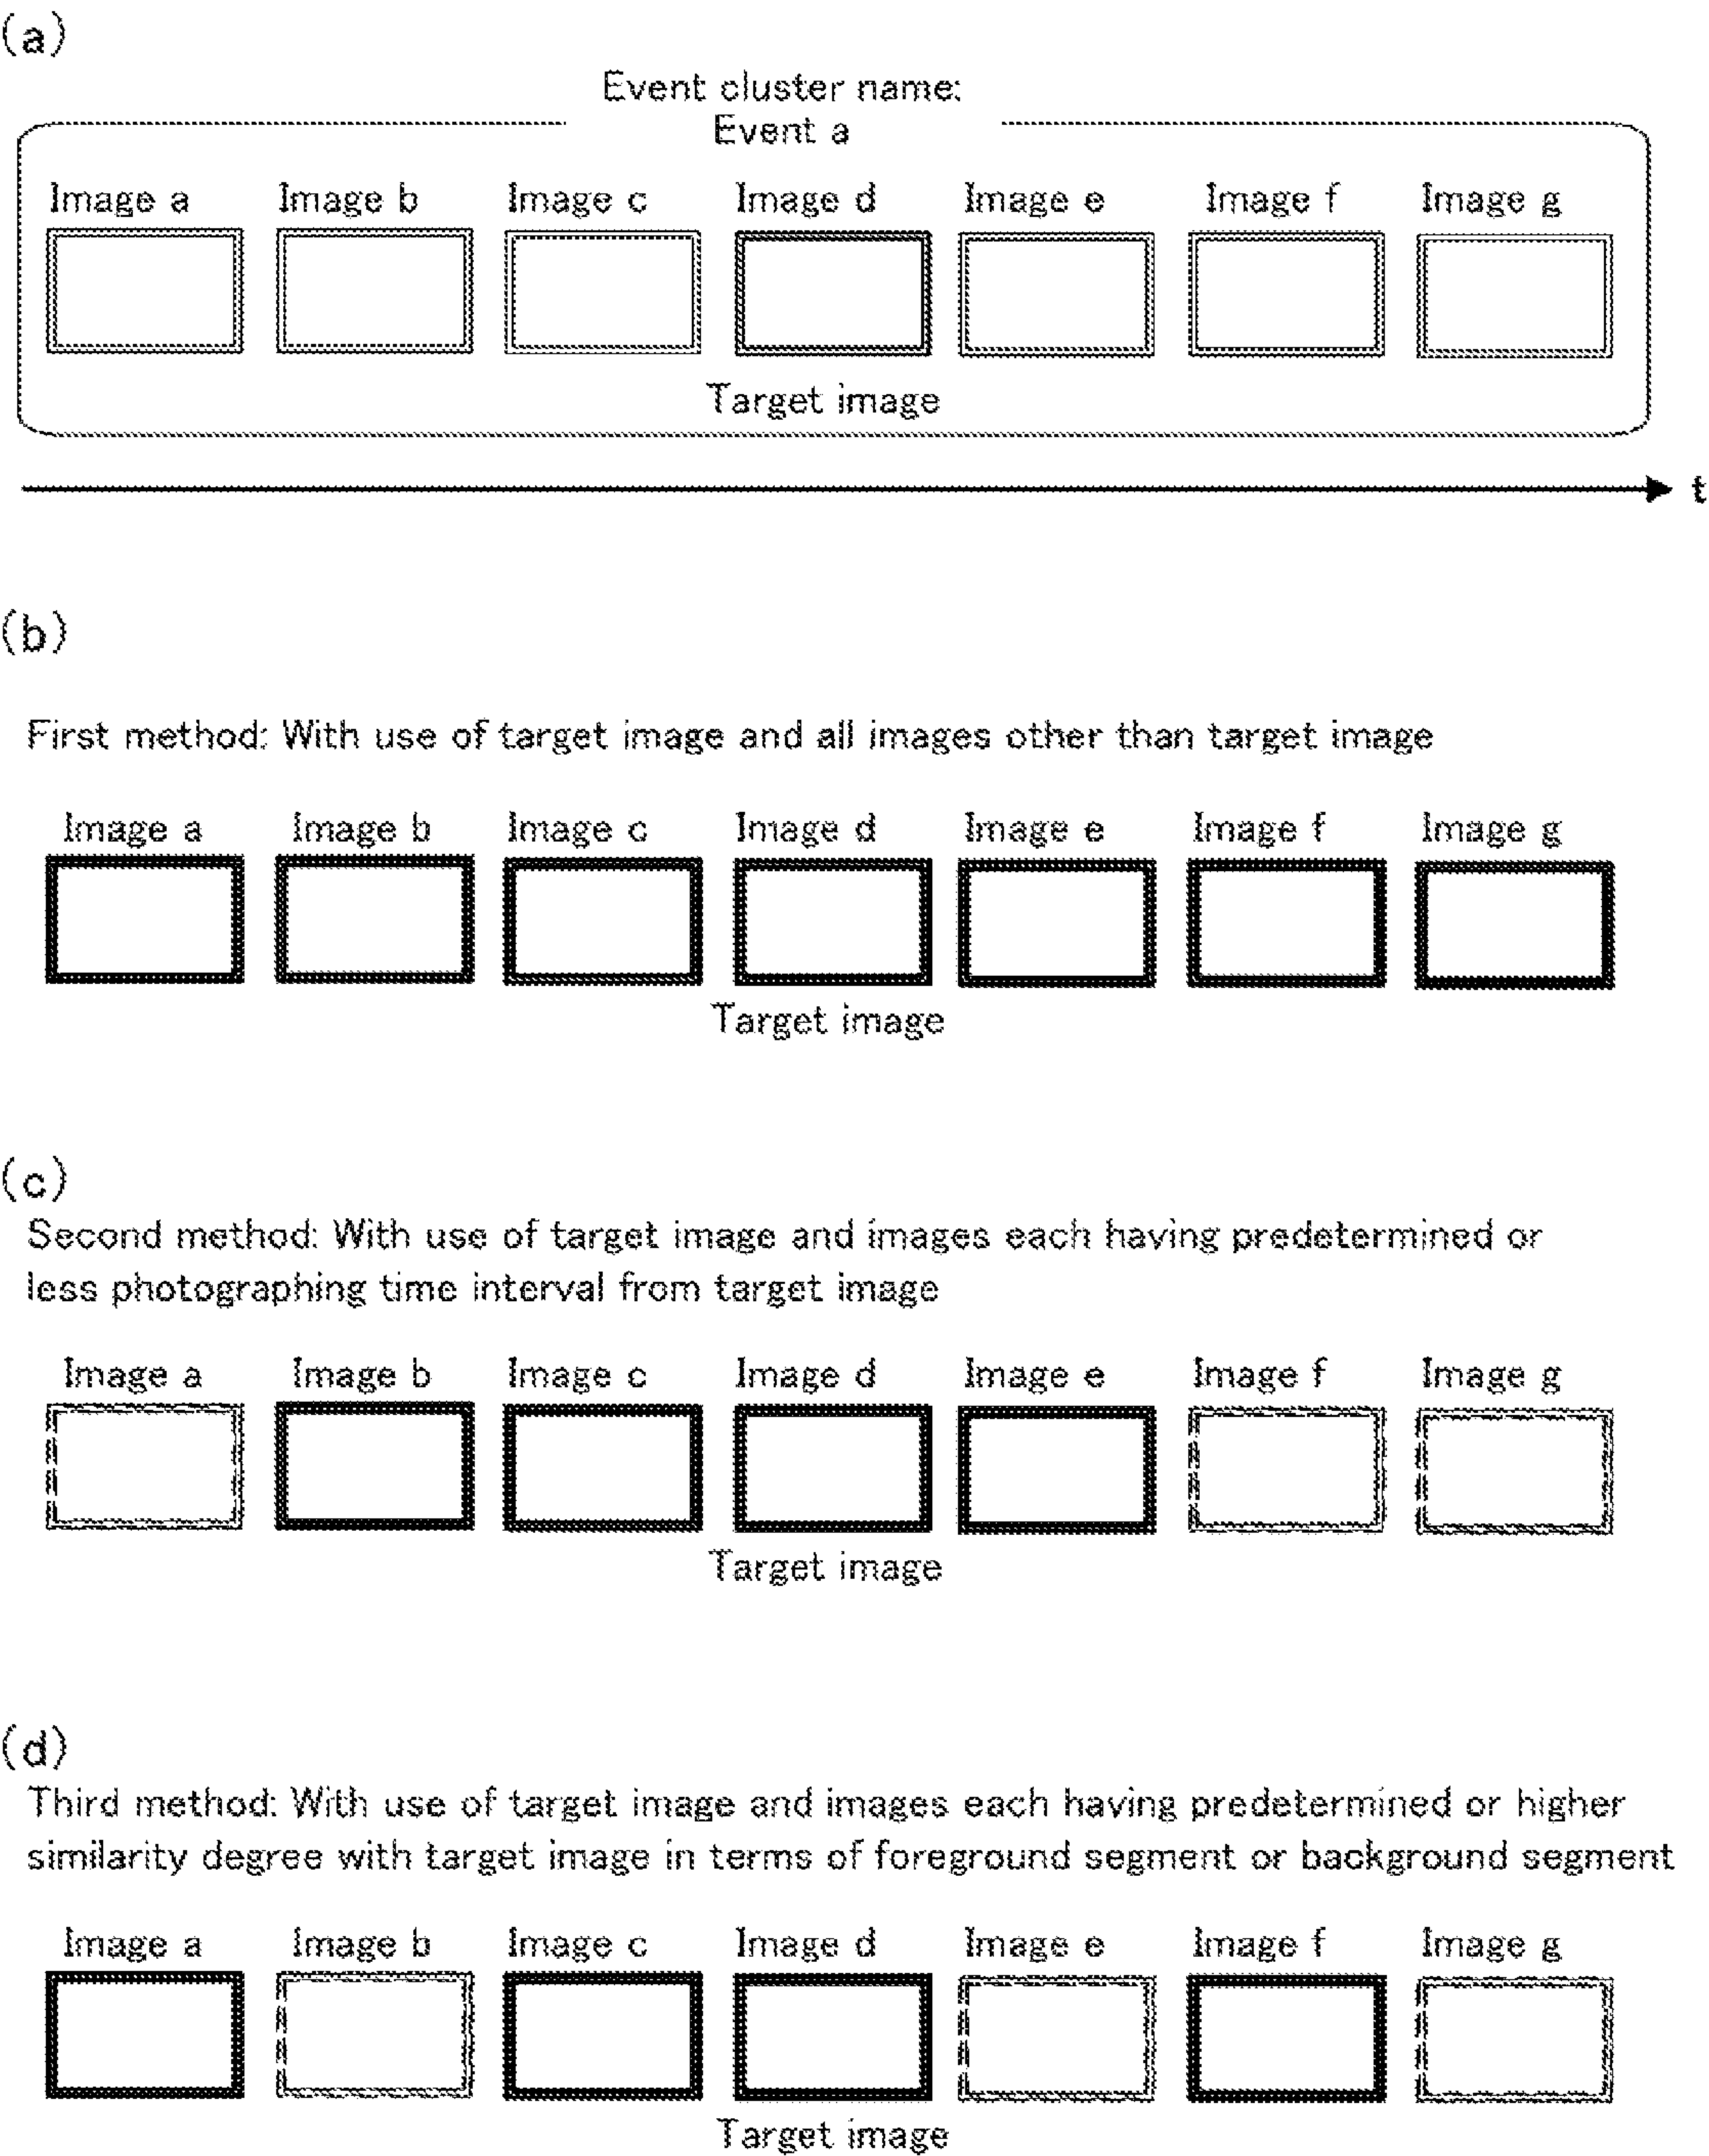 (a)
Event cluster name:
Event a
Image a Image b Image c Image d Image e Image f Image g
Target image
t
(b)
First method: With use of target image and all images other than target image
Image a Image b Image c Image d Image e Image f Image g
Target image
(c)
Second method: With use of target image and images each having predetermined or
less photographing time interval from target image
Image a Image b Image c Image d Image e Image f Image g
Target image
(d)
Third method: With use of target image and images each having predetermined or higher
similarity degree with target image in terms of foreground segment or background segment
Image a Image b Image c Image d Image e Image f Image g
Target image